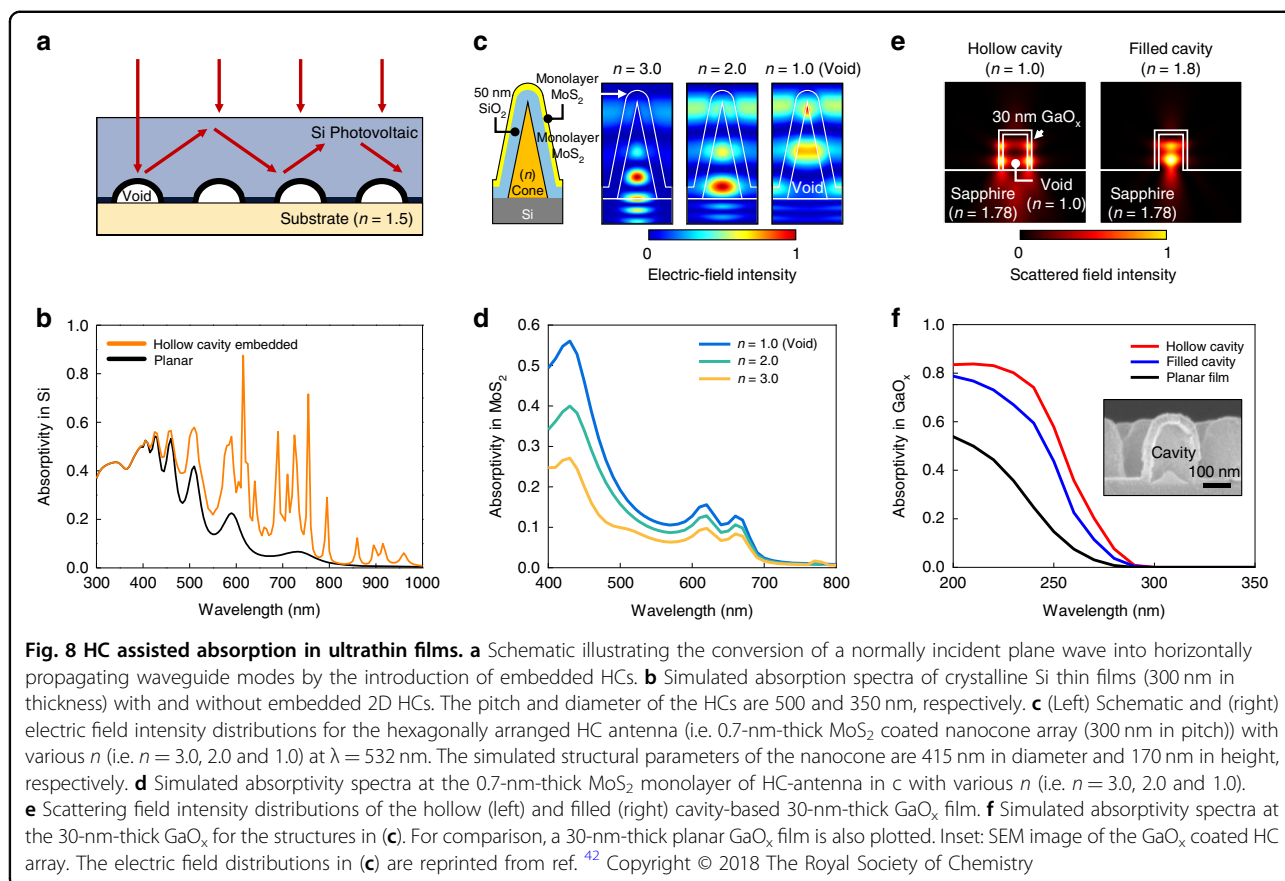 a
Void
Si Photovoltaic
Substrate (n = 1.5)
c
50 nm
SiO2
Monolayer
MoS2
Monolayer
MoS2
(n)
Cone
Si
n = 3.0
n = 2.0
n = 1.0 (Void)
Void
0
1
Electric-field intensity
e
Hollow cavity
(n = 1.0)
Filled cavity
(n = 1.8)
30 nm GaOx
Void
(n = 1.0)
Sapphire
(n = 1.78)
Sapphire
(n = 1.78)
0
1
Scattered field intensity
b
Absorptivity in Si
1.0
0.8
0.6
0.4
0.2
0.0
Hollow cavity embedded
Planar
300 400 500 600 700 800 900 1000
Wavelength (nm)
d
Absorptivity in MoS2
0.6
0.5
0.4
0.3
0.2
0.1
0.0
n = 1.0 (Void)
n = 2.0
n = 3.0
400 500 600 700 800
Wavelength (nm)
f
Absorptivity in GaOx
1.0
0.8
0.6
0.4
0.2
0.0
Hollow cavity
Filled cavity
Planar film
Cavity
100 nm
200 250 300 350
Wavelength (nm)
Fig. 8 HC assisted absorption in ultrathin films. a Schematic illustrating the conversion of a normally incident plane wave into horizontally
propagating waveguide modes by the introduction of embedded HCs. b Simulated absorption spectra of crystalline Si thin films (300 nm in
thickness) with and without embedded 2D HCs. The pitch and diameter of the HCs are 500 and 350 nm, respectively. c (Left) Schematic and (right)
electric field intensity distributions for the hexagonally arranged HC antenna (i.e. 0.7-nm-thick MoS2 coated nanocone array (300 nm in pitch)) with
various n (i.e. n = 3.0, 2.0 and 1.0) at λ = 532 nm. The simulated structural parameters of the nanocone are 415 nm in diameter and 170 nm in height,
respectively. d Simulated absorptivity spectra at the 0.7-nm-thick MoS2 monolayer of HC-antenna in c with various n (i.e. n = 3.0, 2.0 and 1.0).
e Scattering field intensity distributions of the hollow (left) and filled (right) cavity-based 30-nm-thick GaOx film. f Simulated absorptivity spectra at
the 30-nm-thick GaOx for the structures in (c). For comparison, a 30-nm-thick planar GaOx film is also plotted. Inset: SEM image of the GaOx coated HC
array. The electric field distributions in (c) are reprinted from ref. 42 Copyright © 2018 The Royal Society of Chemistry